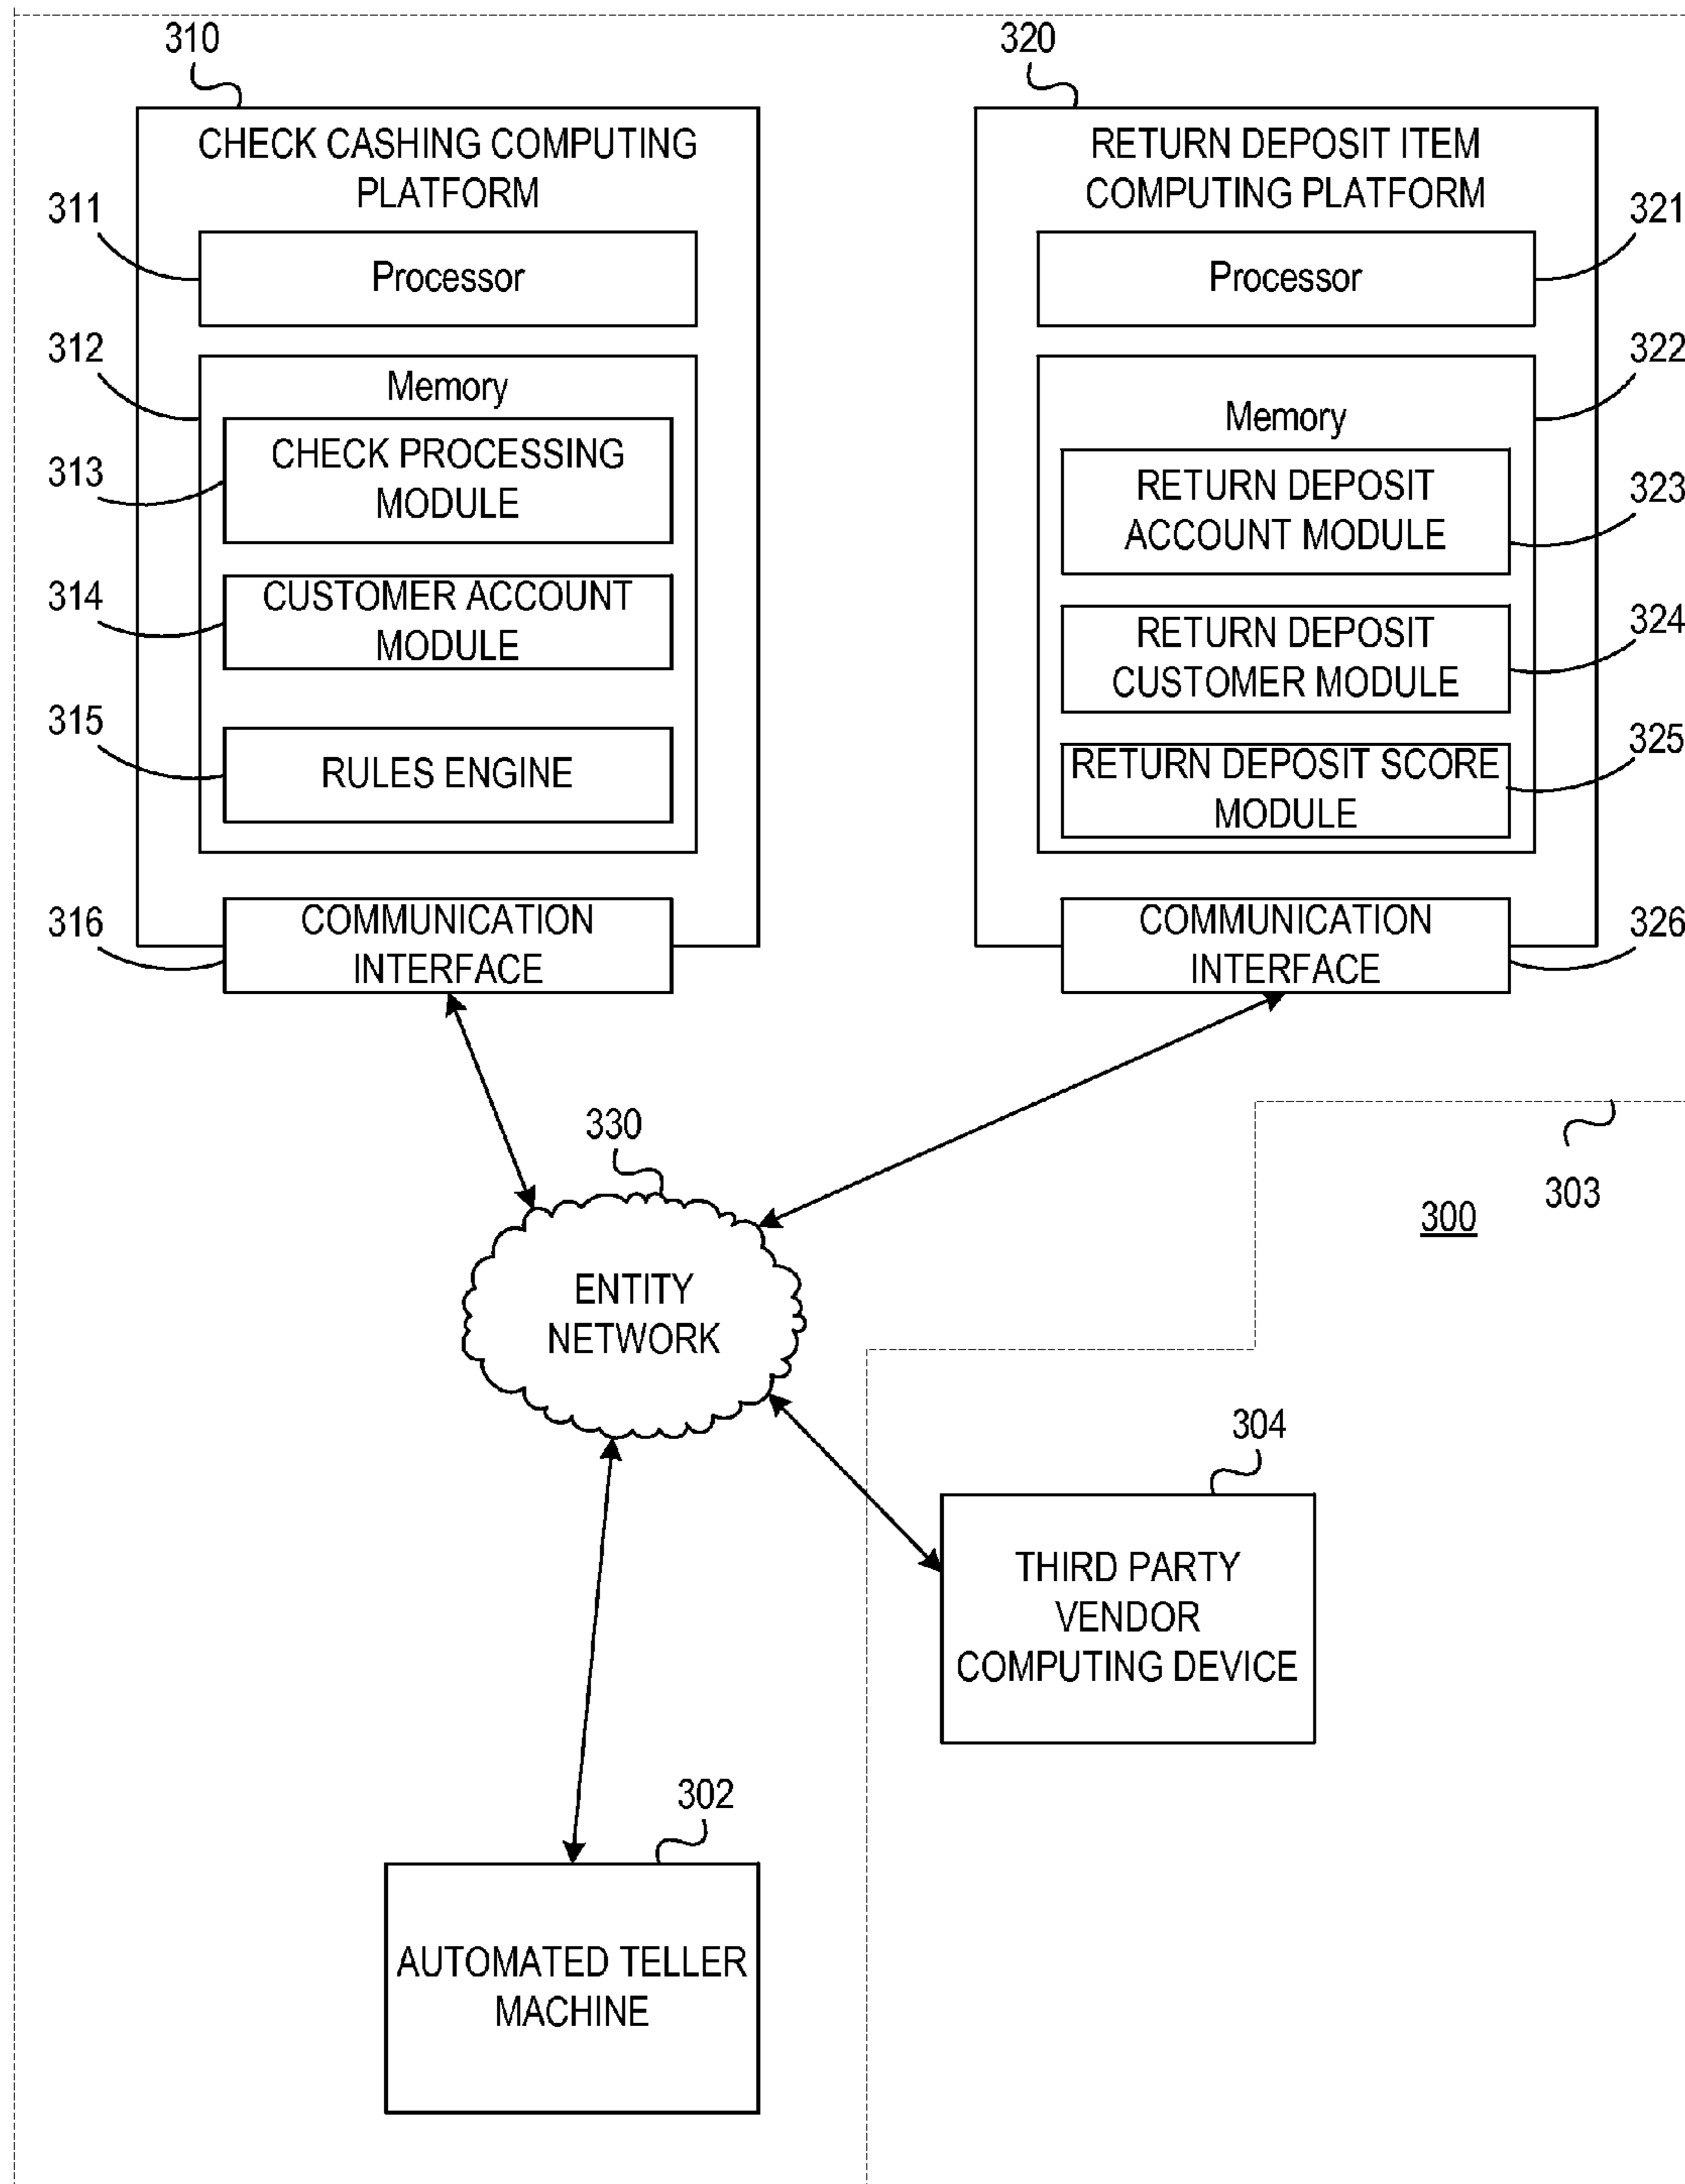 310
320
CHECK CASHING COMPUTING
PLATFORM
RETURN DEPOSIT ITEM
COMPUTING PLATFORM
311
Processor
Processor
321
312
Memory
322
Memory
313
CHECK PROCESSING
MODULE
RETURN DEPOSIT
ACCOUNT MODULE
323
314
CUSTOMER ACCOUNT
MODULE
RETURN DEPOSIT
CUSTOMER MODULE
324
315
RULES ENGINE
RETURN DEPOSIT SCORE
MODULE
325
316
COMMUNICATION
INTERFACE
COMMUNICATION
INTERFACE
326
330
303
300
ENTITY
NETWORK
304
THIRD PARTY
VENDOR
COMPUTING DEVICE
302
AUTOMATED TELLER
MACHINE